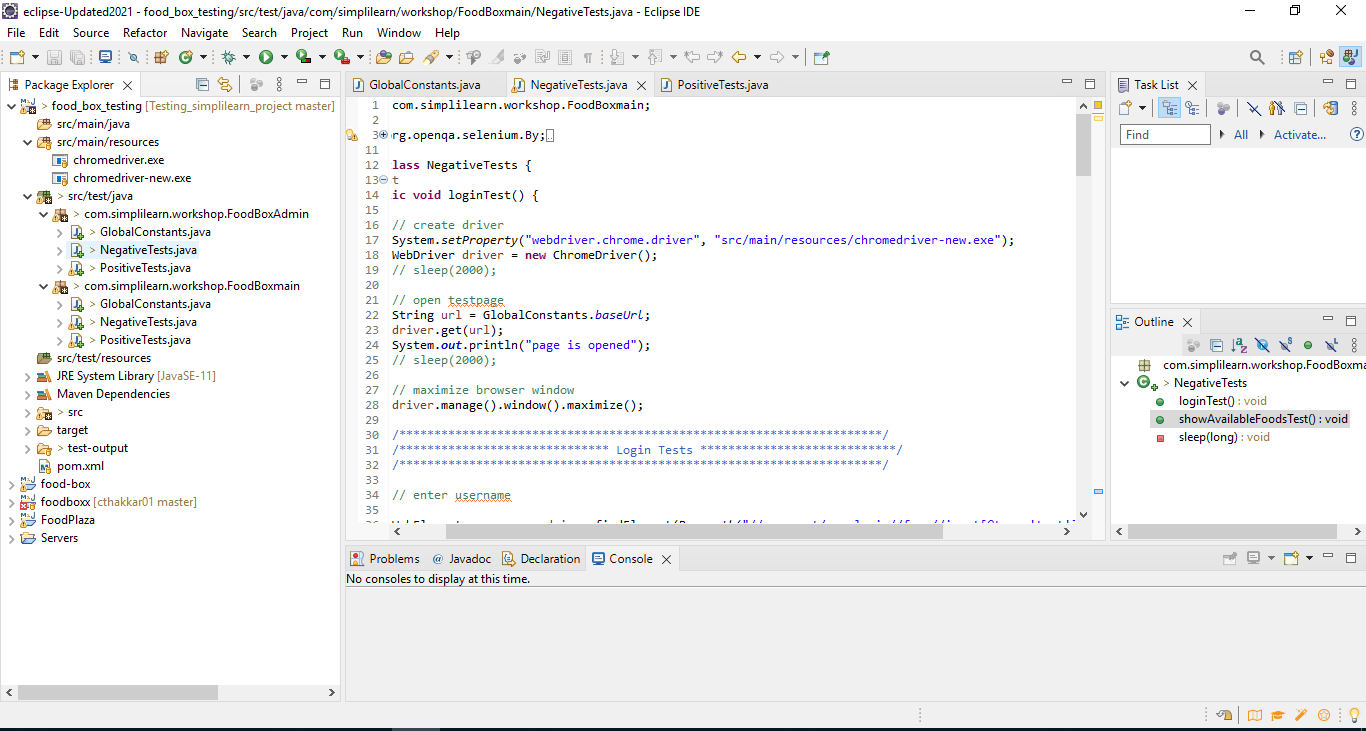 eclipse-Updated2021 - food_box_testing/src/test/java/com/simplilearn/workshop/FoodBoxmain/NegativeTests.java - Eclipse IDE
File Edit Source Refactor Navigate Search Project Run Window Help
Package Explorer
> food_box_testing [Testing_simplilearn_project master]
src/main/java
src/main/resources
chromedriver.exe
chromedriver-new.exe
> src/test/java
> com.simplilearn.workshop.FoodBoxAdmin
> GlobalConstants.java
> NegativeTests.java
> PositiveTests.java
> com.simplilearn.workshop.FoodBoxmain
> GlobalConstants.java
> NegativeTests.java
> PositiveTests.java
src/test/resources
JRE System Library [JavaSE-11]
Maven Dependencies
> src
target
> test-output
pom.xml
food-box
foodboxx [cthakkar01 master]
FoodPlaza
Servers
GlobalConstants.java NegativeTests.java PositiveTests.java
1 com.simplilearn.workshop.FoodBoxmain;
2
3 rg.openqa.selenium.By;
11
12 lass NegativeTests {
13 t
14 ic void loginTest() {
15
16 // create driver
17 System.setProperty("webdriver.chrome.driver", "src/main/resources/chromedriver-new.exe");
18 WebDriver driver = new ChromeDriver();
19 // sleep(2000);
20
21 // open testpage
22 String url = GlobalConstants.baseUrl;
23 driver.get(url);
24 System.out.println("page is opened");
25 // sleep(2000);
26
27 // maximize browser window
28 driver.manage().window().maximize();
29
30 /*********************************************************************/
31 /****************************** Login Tests ****************************/
32 /*********************************************************************/
33
34 // enter username
35
Task List
Find All Activate...
Outline
com.simplilearn.workshop.FoodBoxma
> NegativeTests
loginTest() : void
showAvailableFoodsTest() : void
sleep(long) : void
Problems @ Javadoc Declaration Console
No consoles to display at this time.